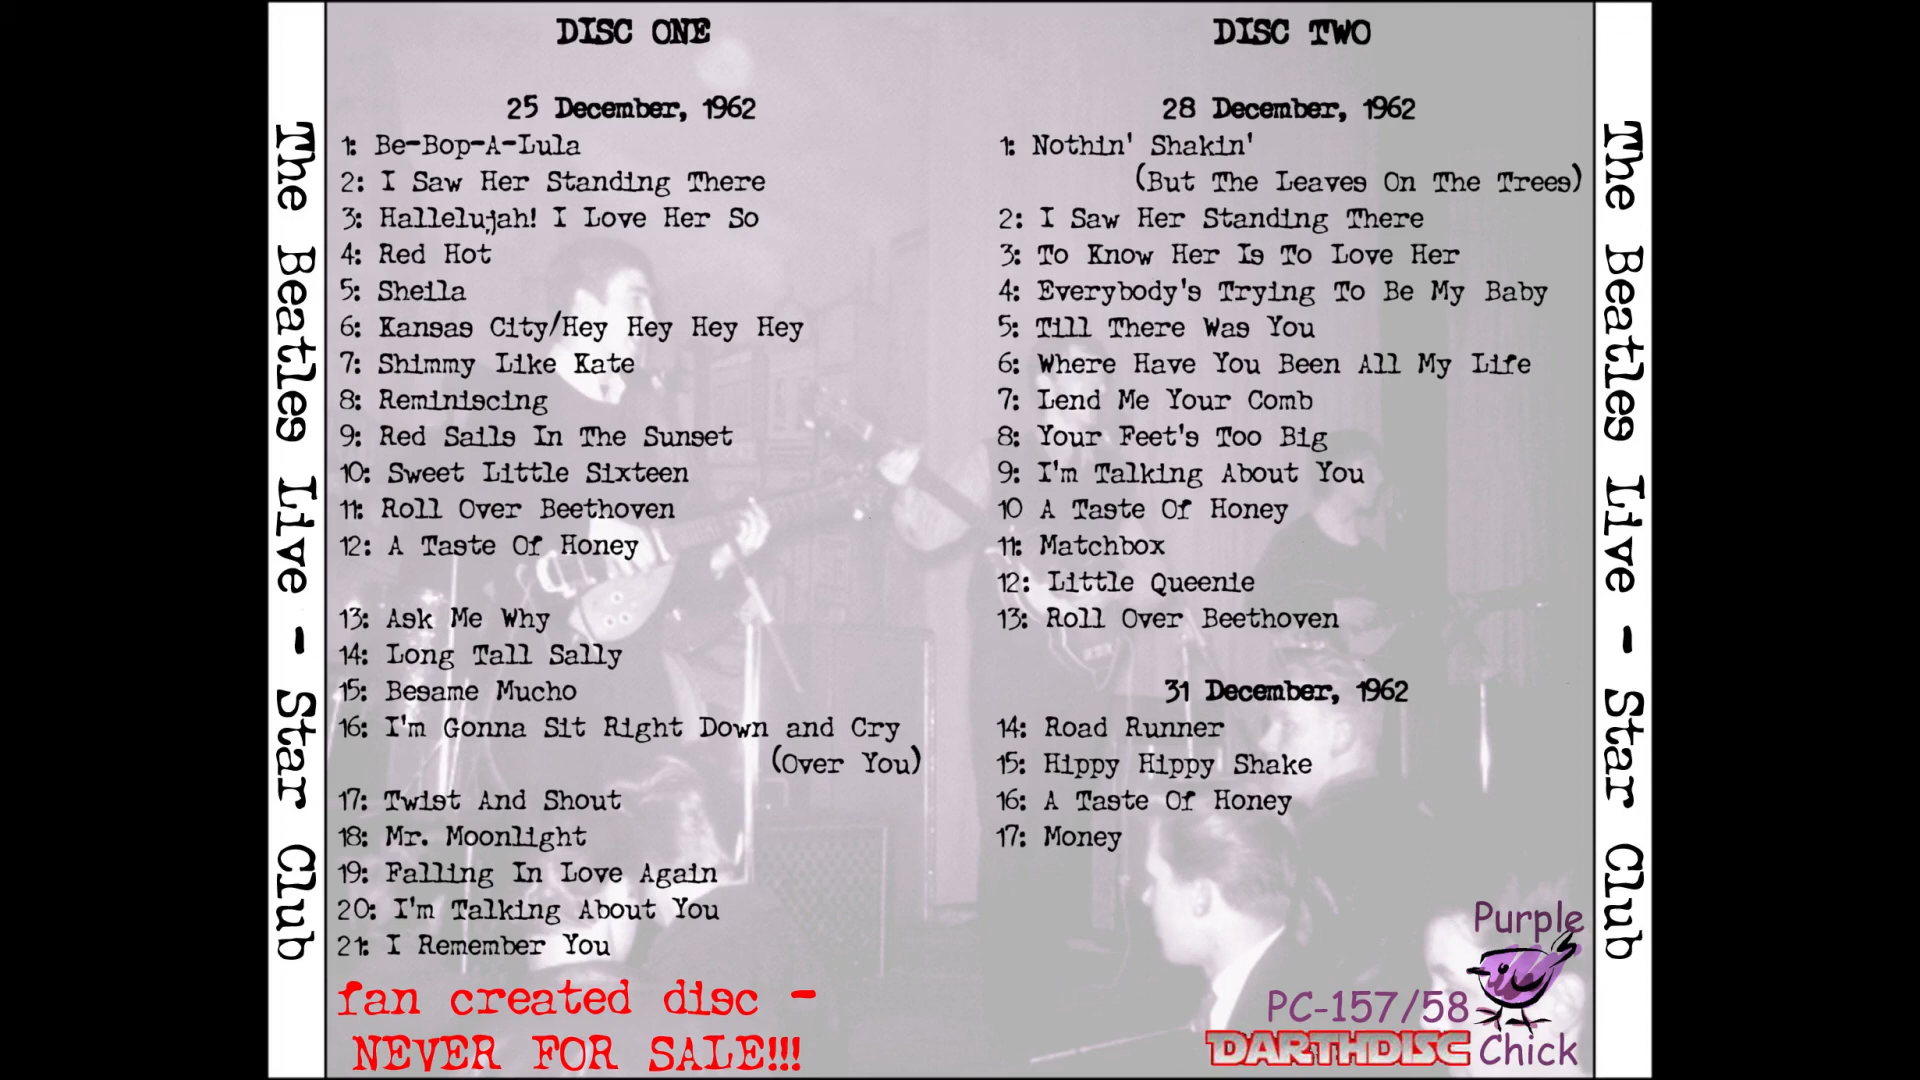 The Beatles Live - Star Club
DISC ONE
25 December, 1962
1: Be-Bop-A-Lula
2: I Saw Her Standing There
3: Hallelujah! I Love Her So
4: Red Hot
5: Sheila
6: Kansas City/Hey Hey Hey Hey
7: Shimmy Like Kate
8: Reminiscing
9: Red Sails In The Sunset
10: Sweet Little Sixteen
11: Roll Over Beethoven
12: A Taste Of Honey
13: Ask Me Why
14: Long Tall Sally
15: Besame Mucho
16: I'm Gonna Sit Right Down and Cry
(Over You)
17: Twist And Shout
18: Mr. Moonlight
19: Falling In Love Again
20: I'm Talking About You
21: I Remember You
fan created disc -
NEVER FOR SALE!!!
DISC TWO
28 December, 1962
1: Nothin' Shakin'
(But The Leaves On The Trees)
2: I Saw Her Standing There
3: To Know Her Is To Love Her
4: Everybody's Trying To Be My Baby
5: Till There Was You
6: Where Have You Been All My Life
7: Lend Me Your Comb
8: Your Feet's Too Big
9: I'm Talking About You
10 A Taste Of Honey
11: Matchbox
12: Little Queenie
13: Roll Over Beethoven
31 December, 1962
14: Road Runner
15: Hippy Hippy Shake
16: A Taste Of Honey
17: Money
Purple
PC-157/58
DARTHDISC
Chick
The Beatles Live - Star Club